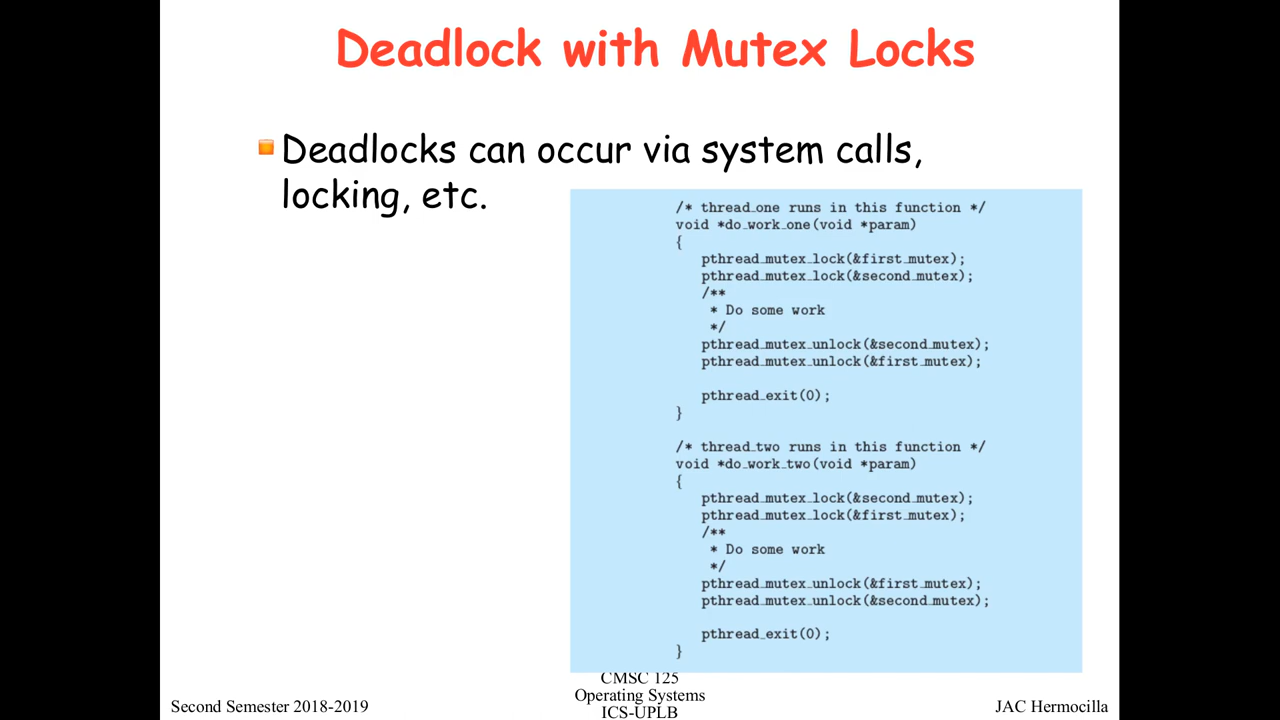 Deadlock with Mutex Locks
Deadlocks can occur via system calls,
locking, etc.
/* thread_one runs in this function */
void *do_work_one(void *param)
{
   pthread_mutex_lock(&first_mutex);
   pthread_mutex_lock(&second_mutex);
   /**
    * Do some work
    */
   pthread_mutex_unlock(&second_mutex);
   pthread_mutex_unlock(&first_mutex);
   pthread_exit(0);
}
/* thread_two runs in this function */
void *do_work_two(void *param)
{
   pthread_mutex_lock(&second_mutex);
   pthread_mutex_lock(&first_mutex);
   /**
    * Do some work
    */
   pthread_mutex_unlock(&first_mutex);
   pthread_mutex_unlock(&second_mutex);
   pthread_exit(0);
}
Second Semester 2018-2019
CMSC 125
Operating Systems
ICS-UPLB
JAC Hermocilla